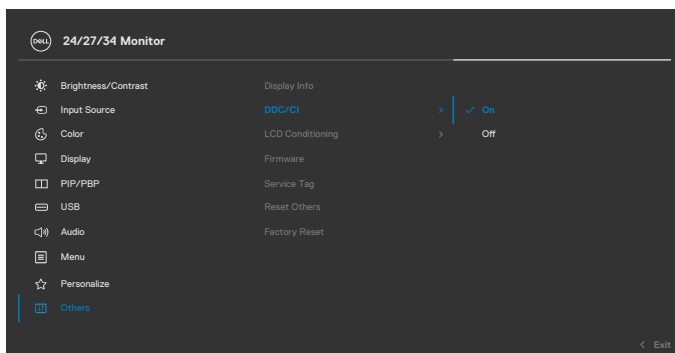 DELL 24/27/34 Monitor
Brightness/Contrast Display Info
Input Source DDC/CI > ✓ On
Color LCD Conditioning > Off
Display Firmware
PIP/PBP Service Tag
USB Reset Others
Audio Factory Reset
Menu
Personalize
Others
< Exit